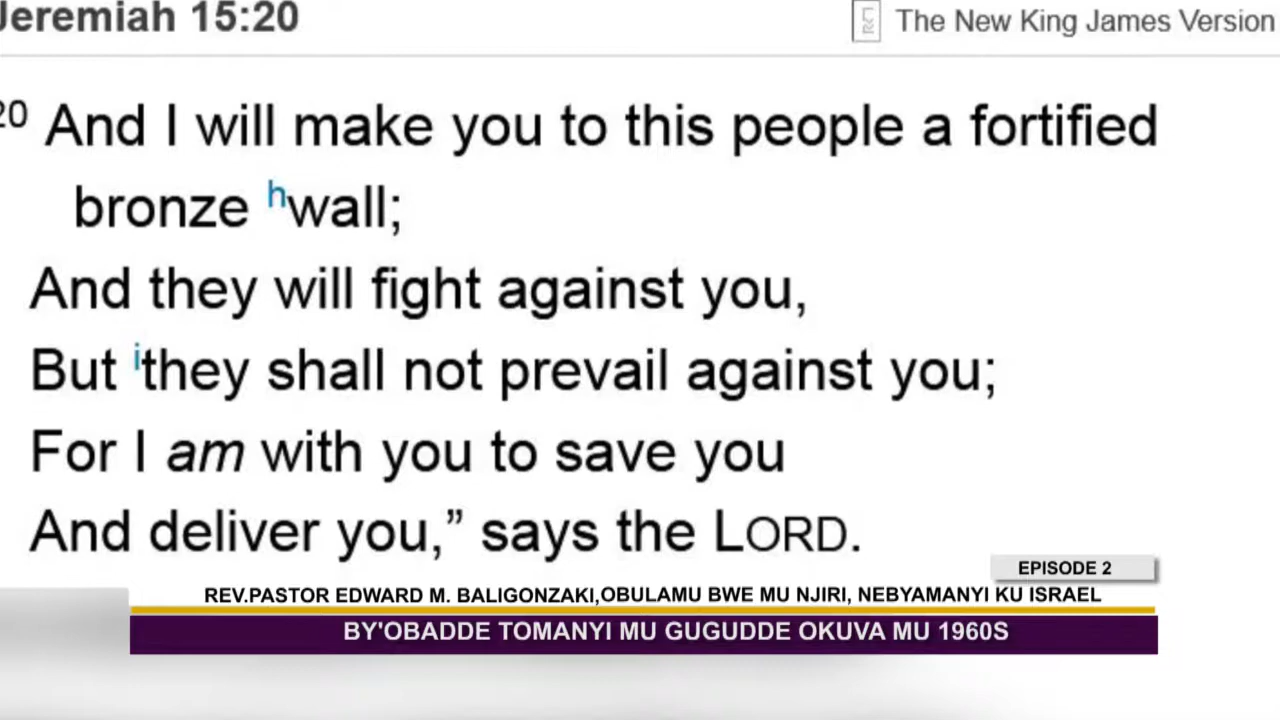 Jeremiah 15:20
The New King James Version
20 And I will make you to this people a fortified
bronze hwall;
And they will fight against you,
But ithey shall not prevail against you;
For I am with you to save you
And deliver you,” says the LORD.
EPISODE 2
REV.PASTOR EDWARD M. BALIGONZAKI,OBULAMU BWE MU NJIRI, NEBYAMANYI KU ISRAEL
BY'OBADDE TOMANYI MU GUGUDDE OKUVA MU 1960S